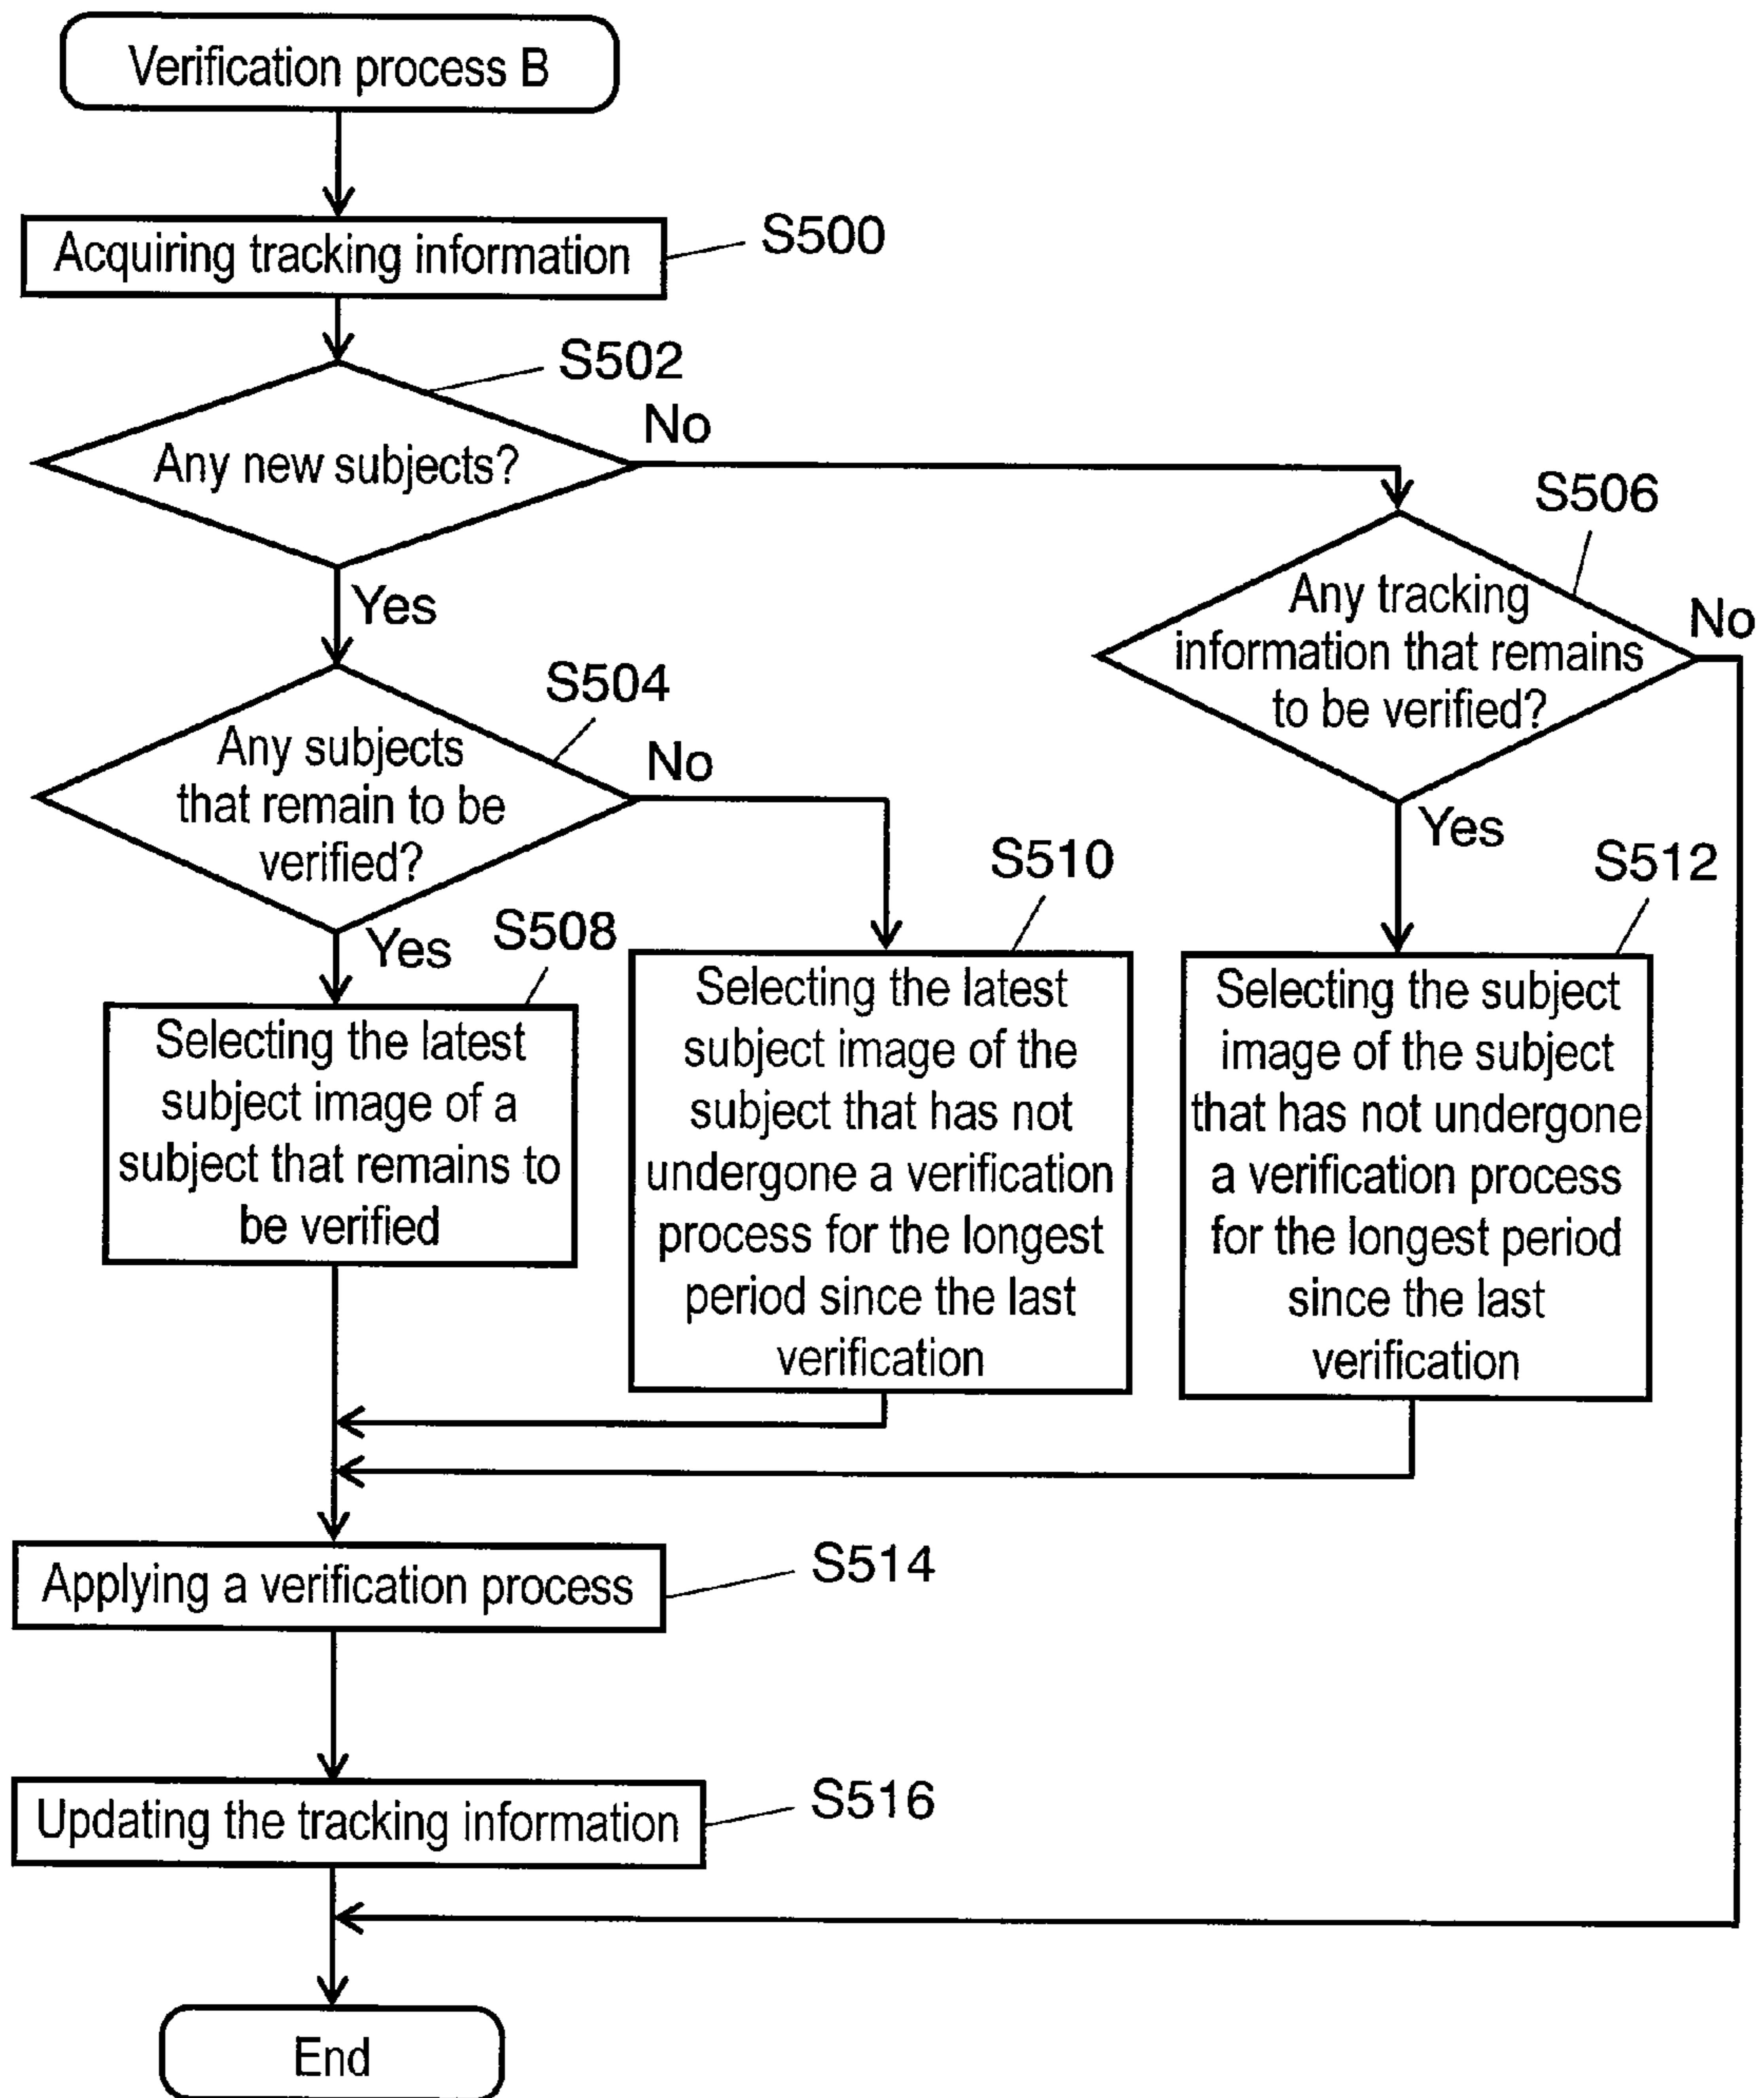 Verification process B
Acquiring tracking information
S500
S502
Any new subjects?
No
Yes
S506
Any tracking
information that remains
to be verified?
No
Yes
S504
Any subjects
that remain to be
verified?
No
Yes
S508
Selecting the latest
subject image of a
subject that remains to
be verified
S510
Selecting the latest
subject image of the
subject that has not
undergone a verification
process for the longest
period since the last
verification
S512
Selecting the subject
image of the subject
that has not undergone
a verification process
for the longest period
since the last
verification
Applying a verification process
S514
Updating the tracking information
S516
End